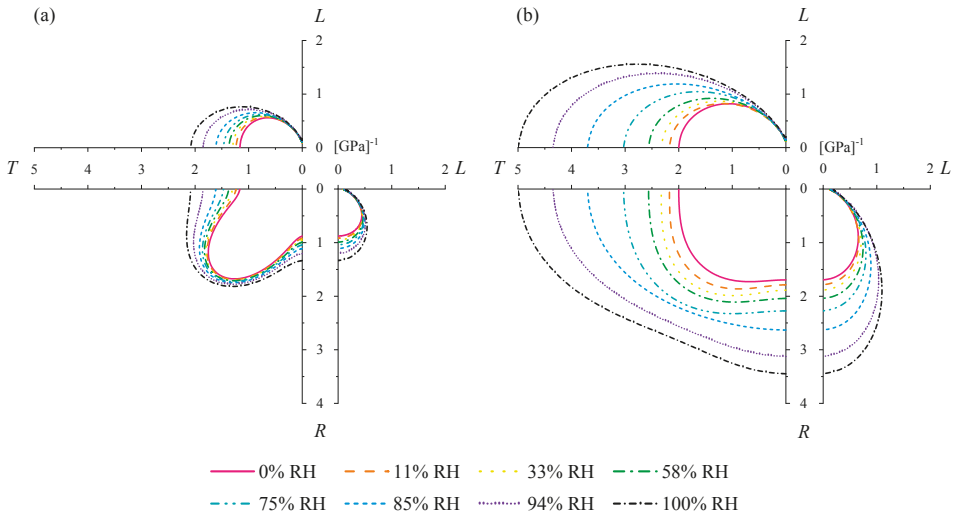 (a)
L
(b)
L
2
2
1
1
0
0
T
[GPa]⁻¹
L
T
[GPa]⁻¹
L
5 4 3 2 1 0 0 1 2
5 4 3 2 1 0 0 1 2
0
0
1
1
2
2
3
3
4
4
R
R
0% RH 11% RH 33% RH 58% RH
75% RH 85% RH 94% RH 100% RH